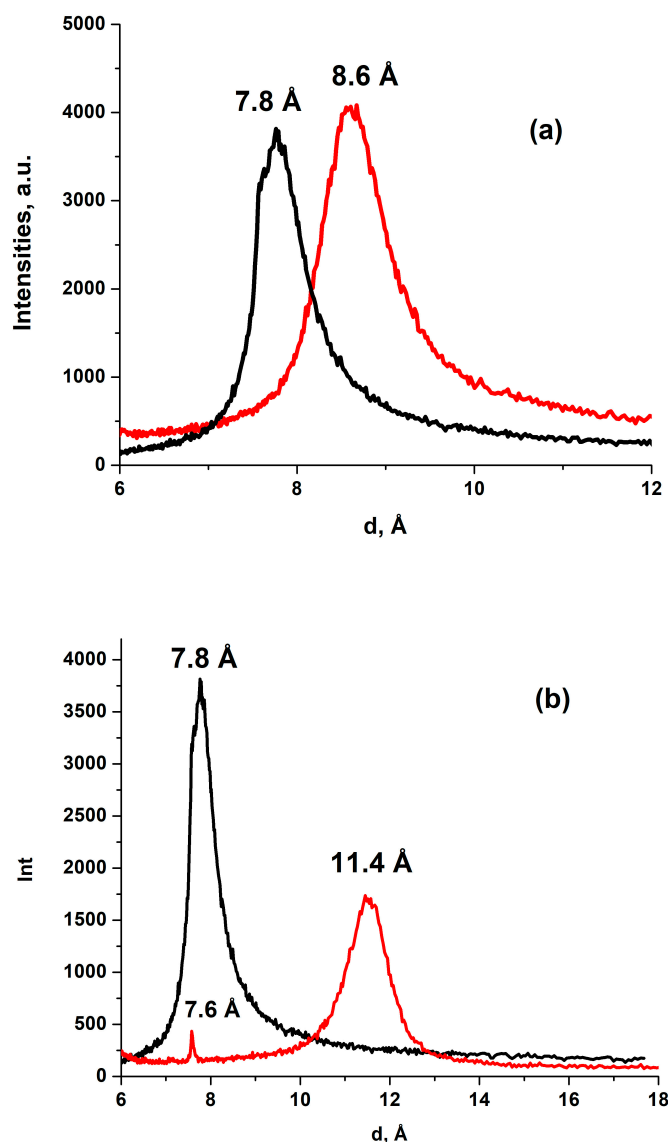 5000
4000
3000
2000
1000
0
Intensities, a.u.
7.8 Å
8.6 Å
(a)
6 8 10 12
d, Å
4000
3500
3000
2500
2000
1500
1000
500
0
Int
7.8 Å
(b)
11.4 Å
7.6 Å
6 8 10 12 14 16 18
d, Å